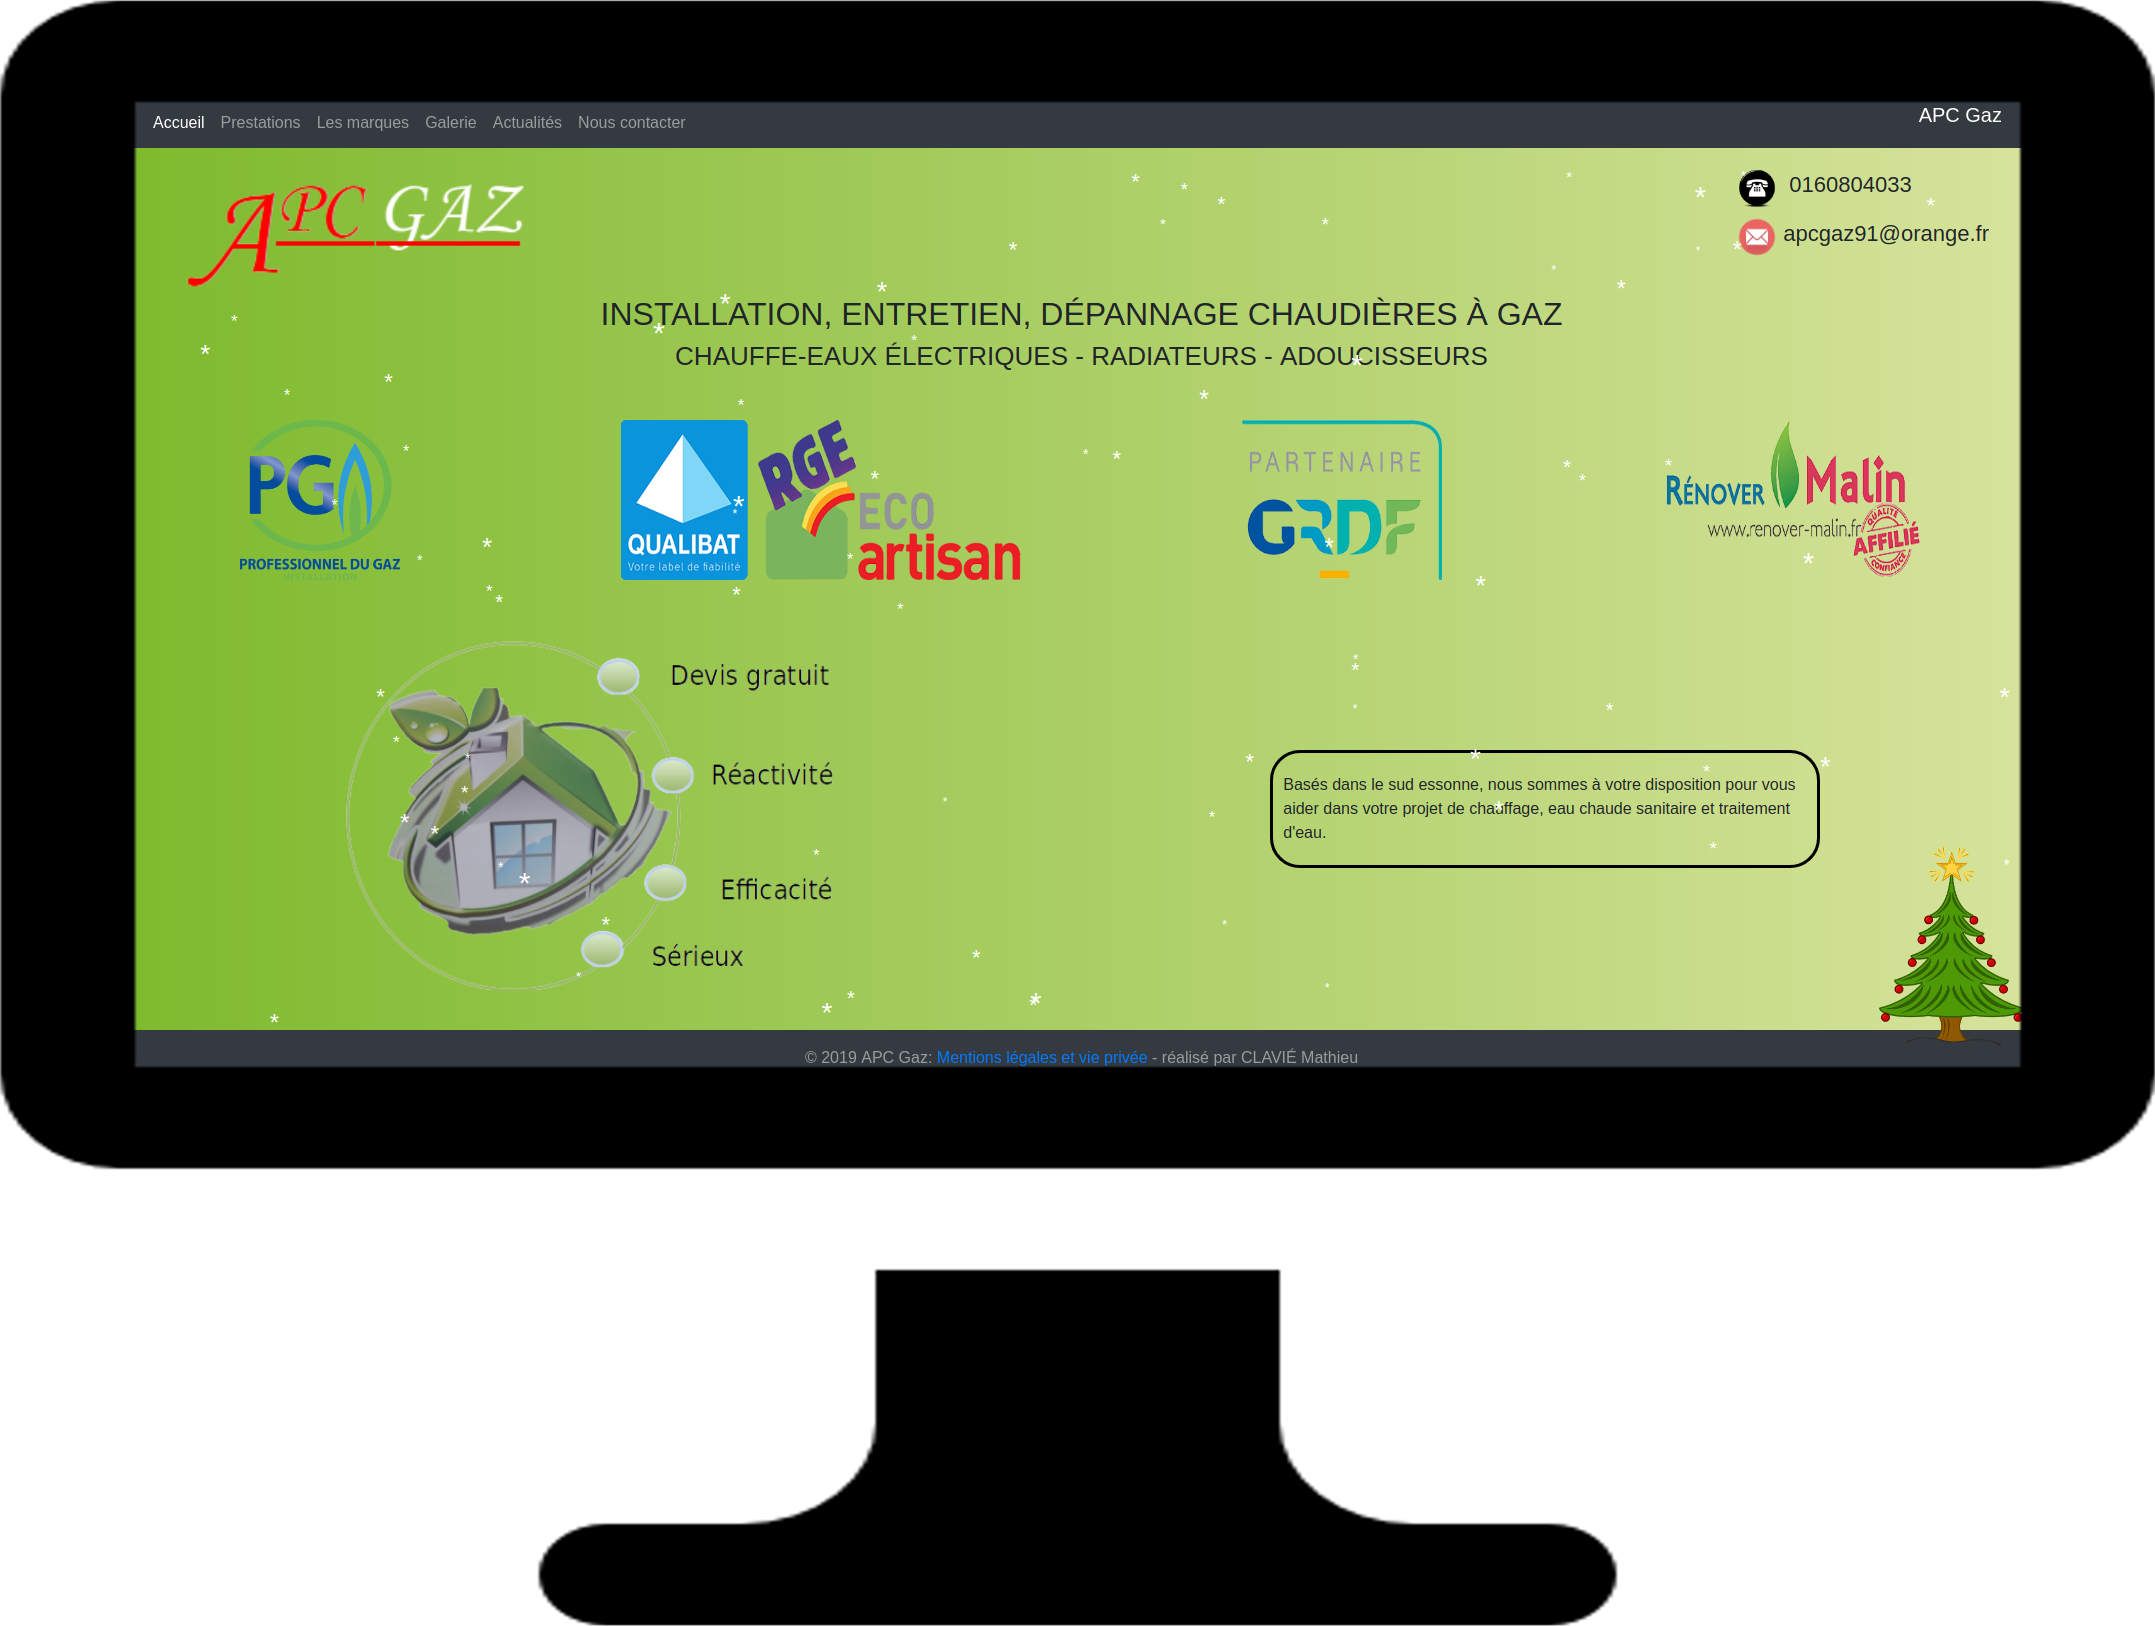 Accueil Prestations Les marques Galerie Actualités Nous contacter APC Gaz
APC GAZ
0160804033
apcgaz91@orange.fr
INSTALLATION, ENTRETIEN, DÉPANNAGE CHAUDIÈRES À GAZ
CHAUFFE-EAUX ÉLECTRIQUES - RADIATEURS - ADOUCISSEURS
PG
PROFESSIONNEL DU GAZ
INSTALLATION
QUALIBAT
Votre label de fiabilité
RGE
ECO
artisan
PARTENAIRE
GRDF
RÉNOVER Malin
www.renover-malin.fr
QUALITÉ
AFFILIÉ
CONFIANCE
Devis gratuit
Réactivité
Efficacité
Sérieux
Basés dans le sud essonne, nous sommes à votre disposition pour vous
aider dans votre projet de chauffage, eau chaude sanitaire et traitement
d'eau.
© 2019 APC Gaz: Mentions légales et vie privée - réalisé par CLAVIÉ Mathieu